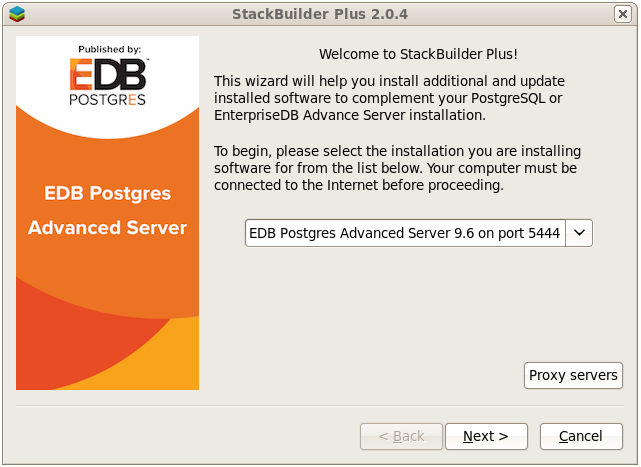 StackBuilder Plus 2.0.4
Published by:
EDB™
POSTGRES
EDB Postgres
Advanced Server
Welcome to StackBuilder Plus!
This wizard will help you install additional and update
installed software to complement your PostgreSQL or
EnterpriseDB Advance Server installation.
To begin, please select the installation you are installing
software for from the list below. Your computer must be
connected to the Internet before proceeding.
EDB Postgres Advanced Server 9.6 on port 5444
Proxy servers
< Back
Next >
Cancel